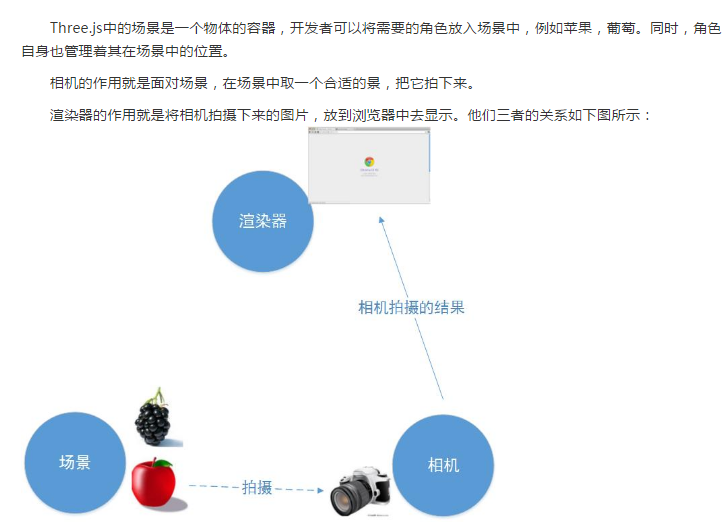 Three.js中的场景是一个物体的容器，开发者可以将需要的角色放入场景中，例如苹果，葡萄。同时，角色
自身也管理着其在场景中的位置。
相机的作用就是面对场景，在场景中取一个合适的景，把它拍下来。
渲染器的作用就是将相机拍摄下来的图片，放到浏览器中去显示。他们三者的关系如下图所示：
渲染器
相机拍摄的结果
场景
拍摄
相机